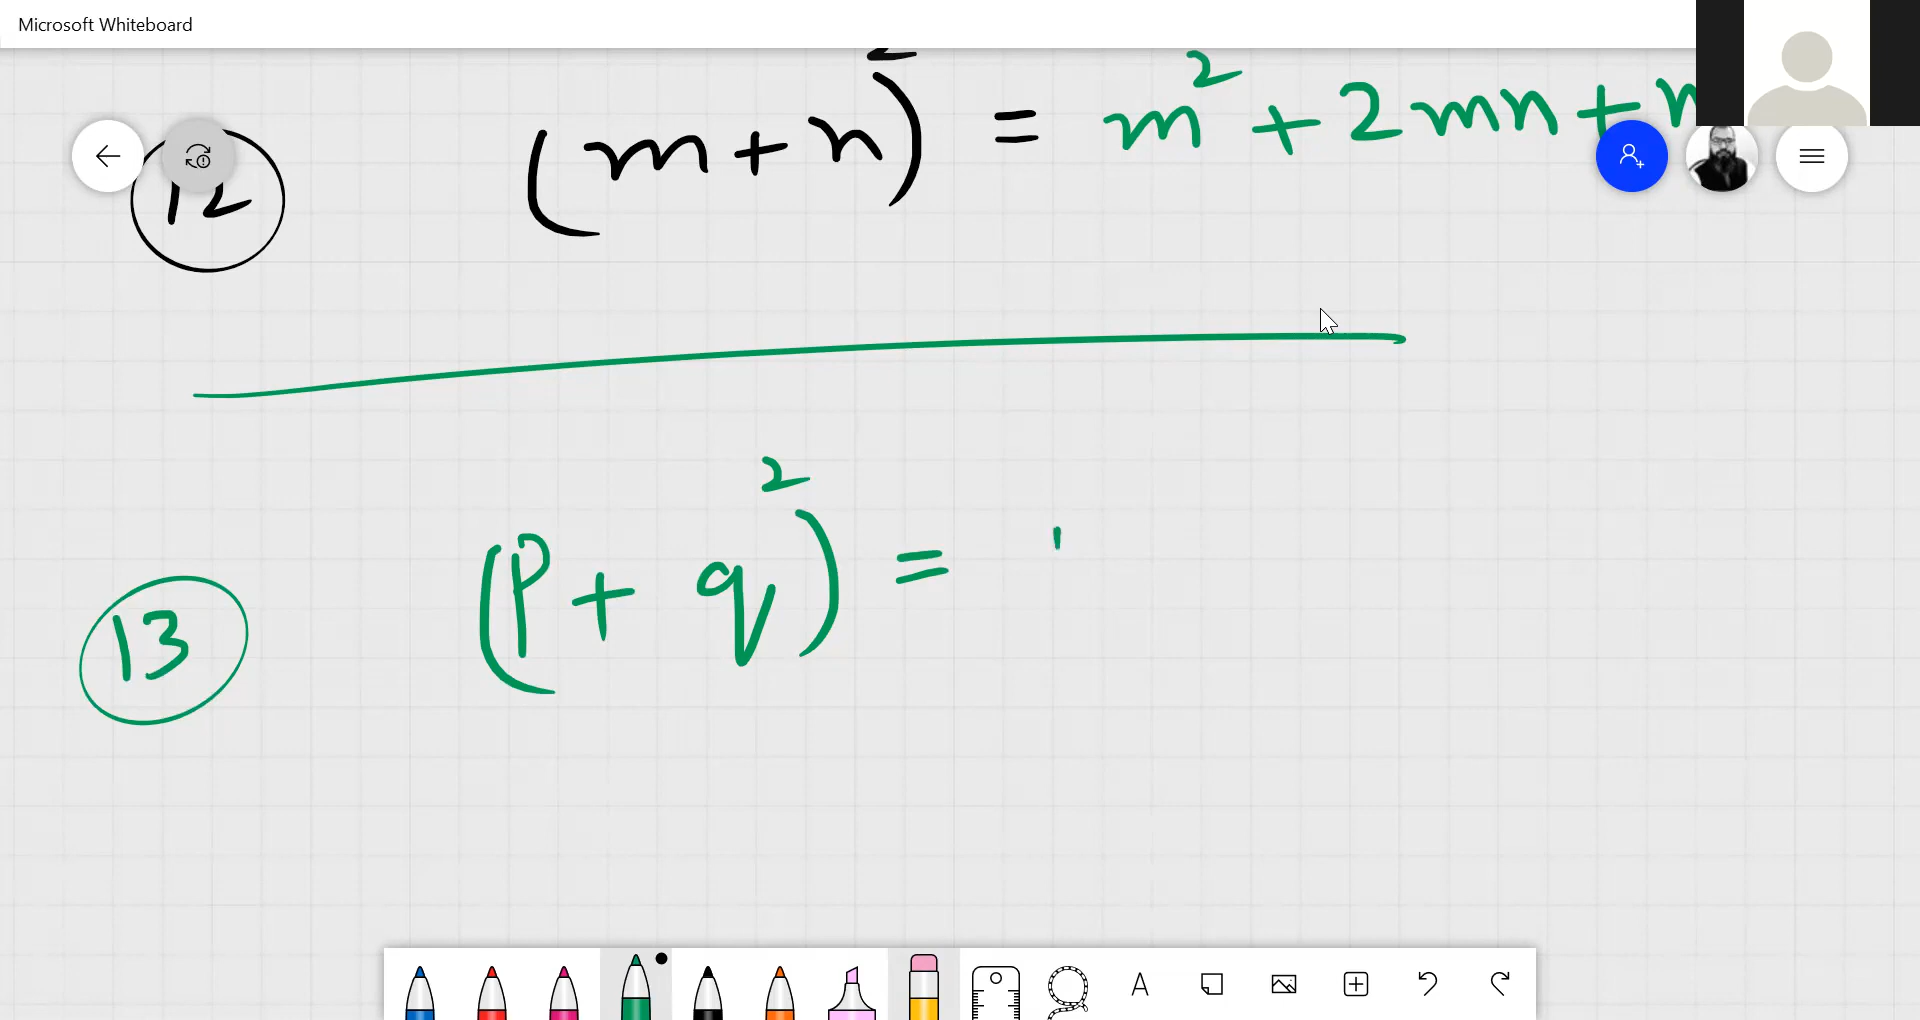 Microsoft Whiteboard
12 (m+n)² = m² + 2mn +
13 (p + q)² =